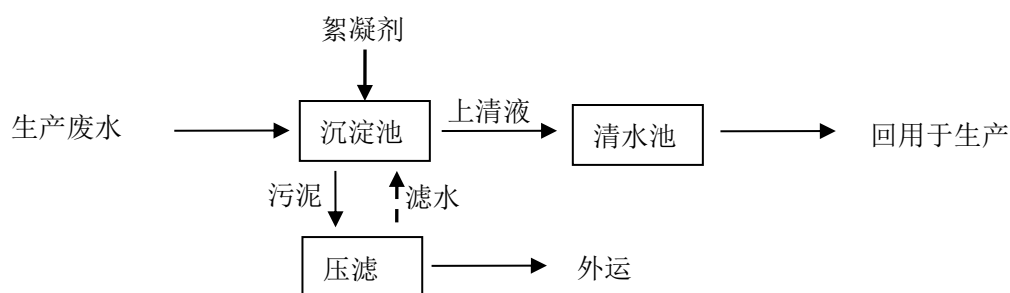 絮凝剂
生产废水
沉淀池
上清液
清水池
回用于生产
污泥
滤水
压滤
外运